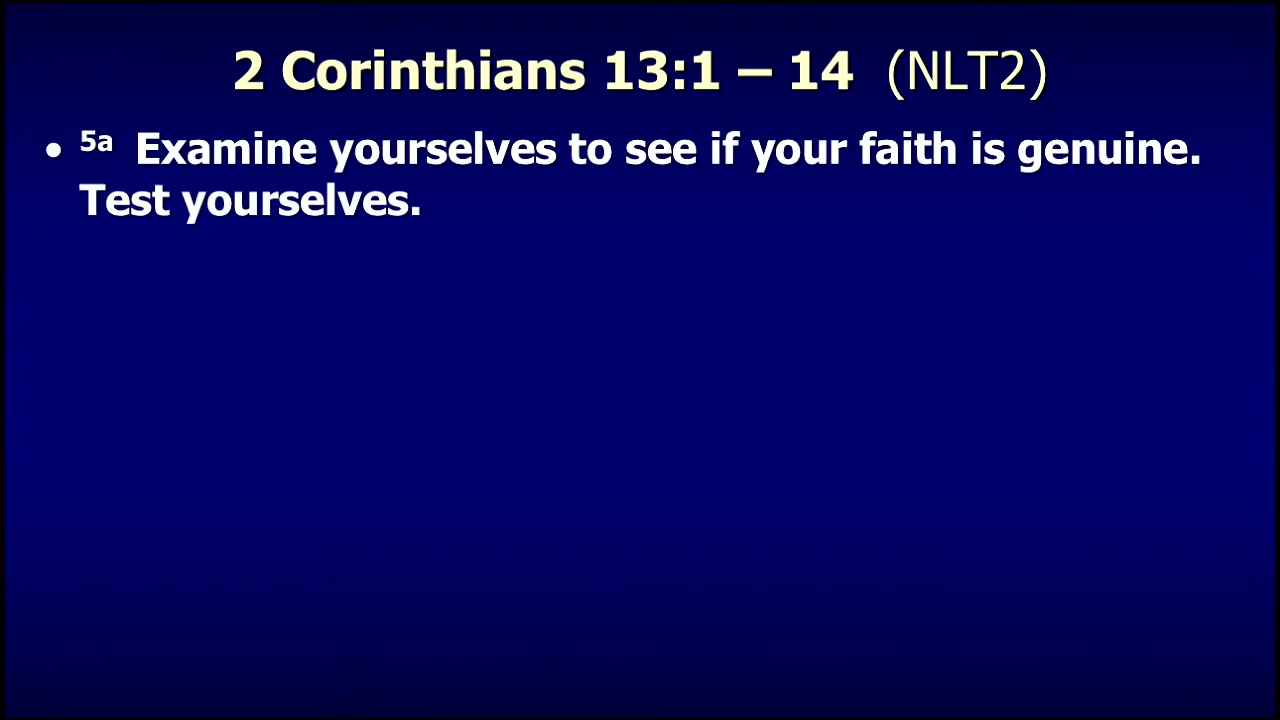 2 Corinthians 13:1 – 14 (NLT2)
• 5a Examine yourselves to see if your faith is genuine.
Test yourselves.